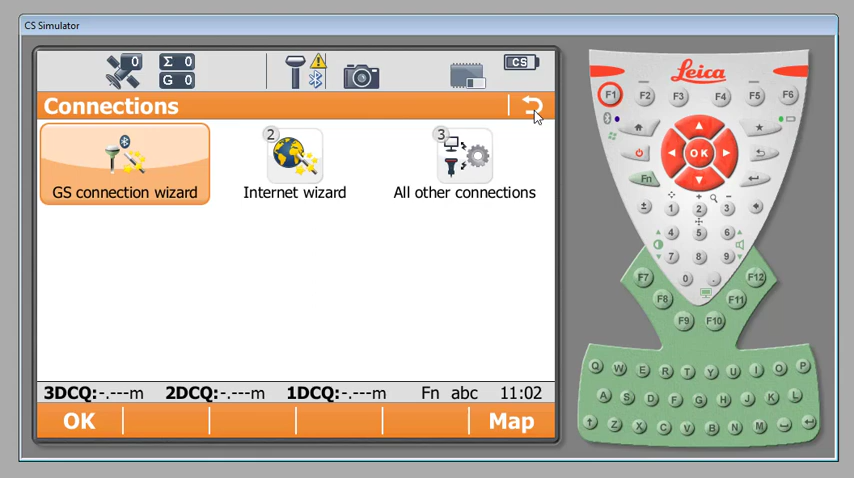 CS Simulator
0
Σ 0
G 0
CS
Connections
GS connection wizard
2
Internet wizard
3
All other connections
3DCQ:-.---m 2DCQ:-.---m 1DCQ:-.---m Fn abc 11:02
OK Map
Leica
F1 F2 F3 F4 F5 F6
OK
Fn
+ -
± 1 2 3
4 5 6
7 8 9
0 .
F7 F12
F8 F11
F9 F10
Q W E R T Y U I O P
A S D F G H J K L
Z X C V B N M